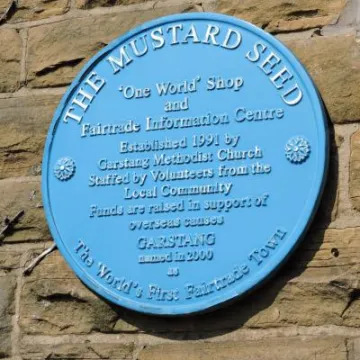 THE MUSTARD SEED
'One World' Shop
and
Fairtrade Information Centre
Established 1991 by
Garstang Methodist Church
Staffed by Volunteers from the
Local Community
Funds are raised in support of
overseas causes
GARSTANG
named in 2000
as
The World's First Fairtrade Town